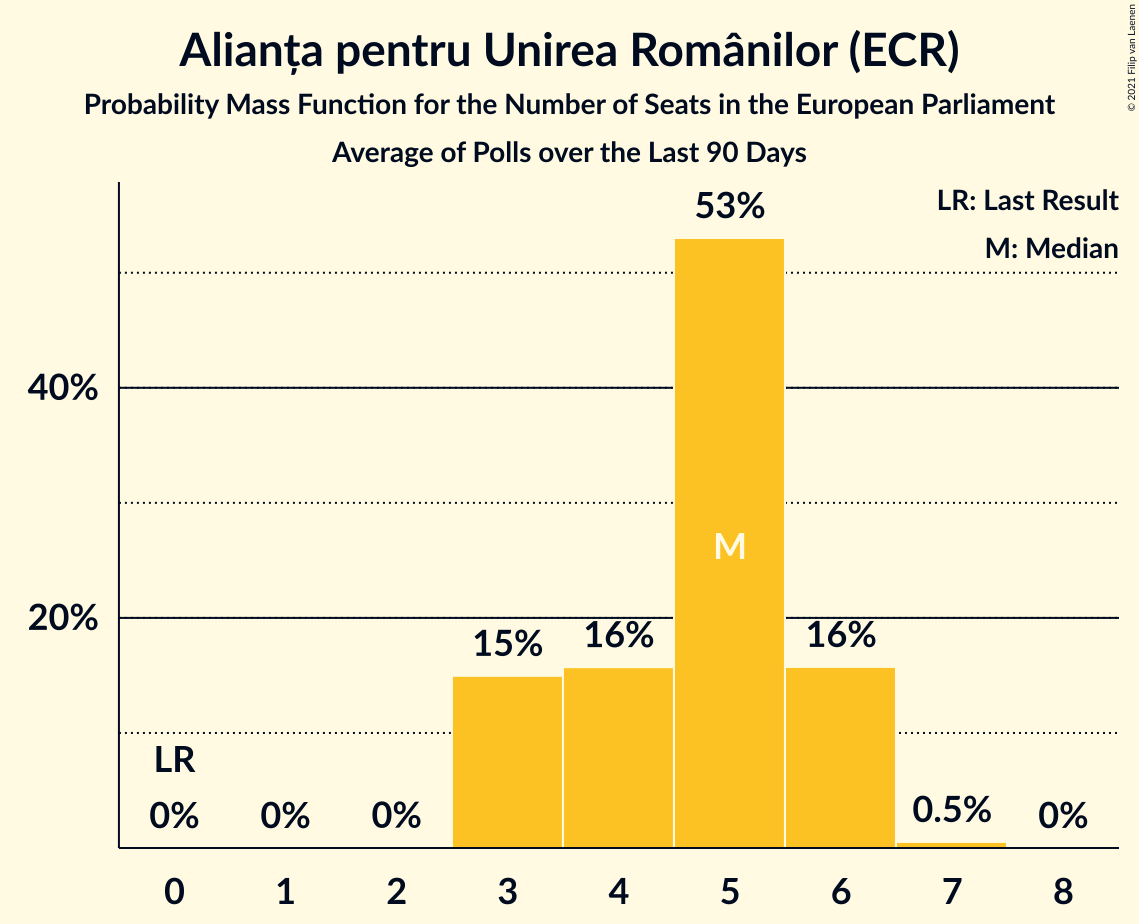 Alianța pentru Unirea Românilor (ECR)
Probability Mass Function for the Number of Seats in the European Parliament
Average of Polls over the Last 90 Days
© 2021 Filip van Laenen
LR: Last Result
M: Median
53%
40%
M
20%
15%
16%
16%
LR
0%
0%
0%
0.5%
0%
0
1
2
3
4
5
6
7
8